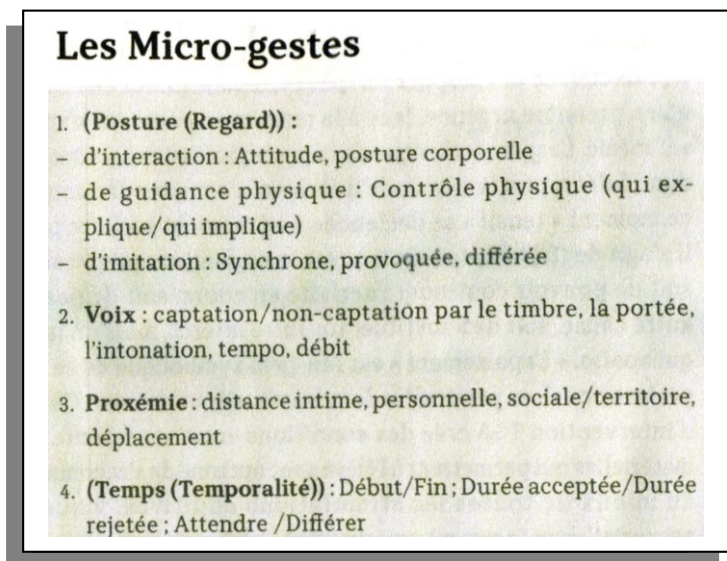 Les Micro-gestes
1. (Posture (Regard)) :
– d'interaction : Attitude, posture corporelle
– de guidance physique : Contrôle physique (qui ex-
plique/qui implique)
– d'imitation : Synchrone, provoquée, différée
2. Voix : captation/non-captation par le timbre, la portée,
l'intonation, tempo, débit
3. Proxémie : distance intime, personnelle, sociale/territoire,
déplacement
4. (Temps (Temporalité)) : Début/Fin ; Durée acceptée/Durée
rejetée ; Attendre /Différer